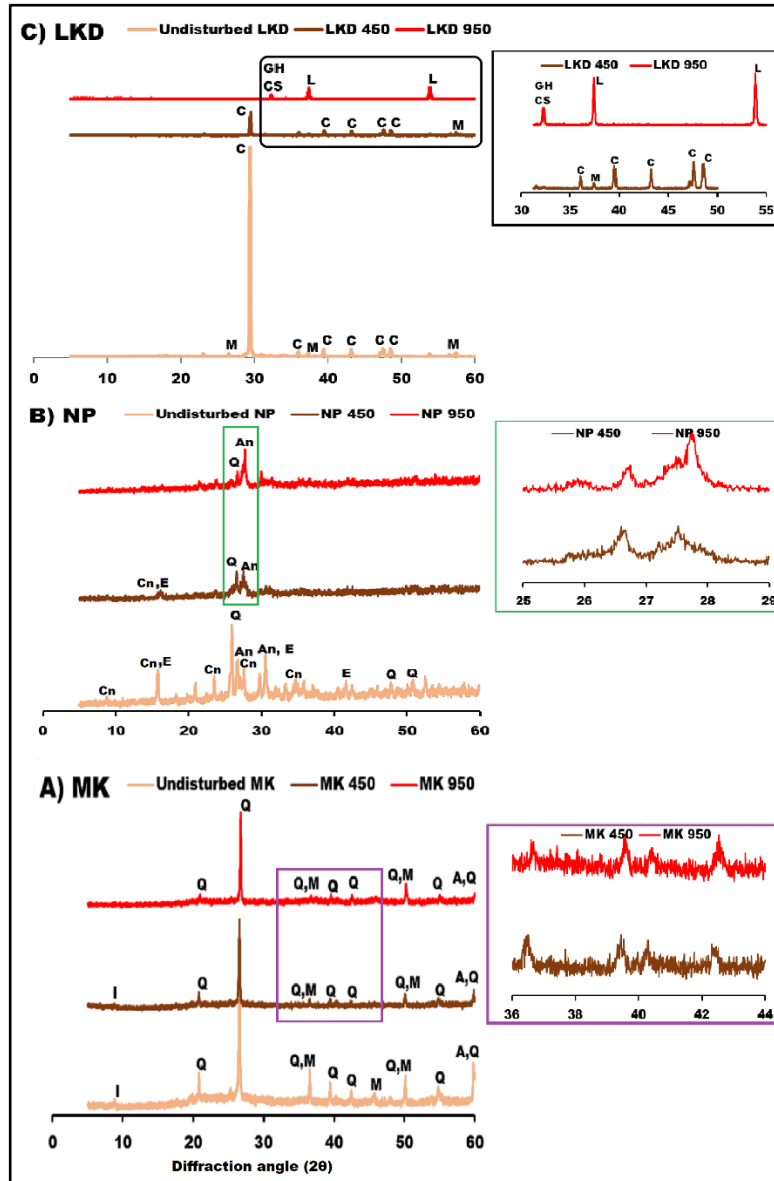 C) LKD
Undisturbed LKD LKD 450 LKD 950
GH
CS L L
C
C C C C M
C
M C M C C C C M
0 10 20 30 40 50 60
LKD 450 LKD 950
GH
CS L L
C M C C C C
30 35 40 45 50 55
B) NP
Undisturbed NP NP 450 NP 950
An
Q
Q
Cn,E An
Q
An An, E
Cn Cn,E Cn Cn Cn E Q Q
0 10 20 30 40 50 60
NP 450 NP 950
25 26 27 28 29
A) MK
Undisturbed MK MK 450 MK 950
Q
Q Q,M Q Q Q,M Q A,Q
I Q Q,M Q Q Q,M Q A,Q
I Q Q,M Q Q M Q,M Q A,Q
0 10 20 30 40 50 60
Diffraction angle (2θ)
MK 450 MK 950
36 38 40 42 44